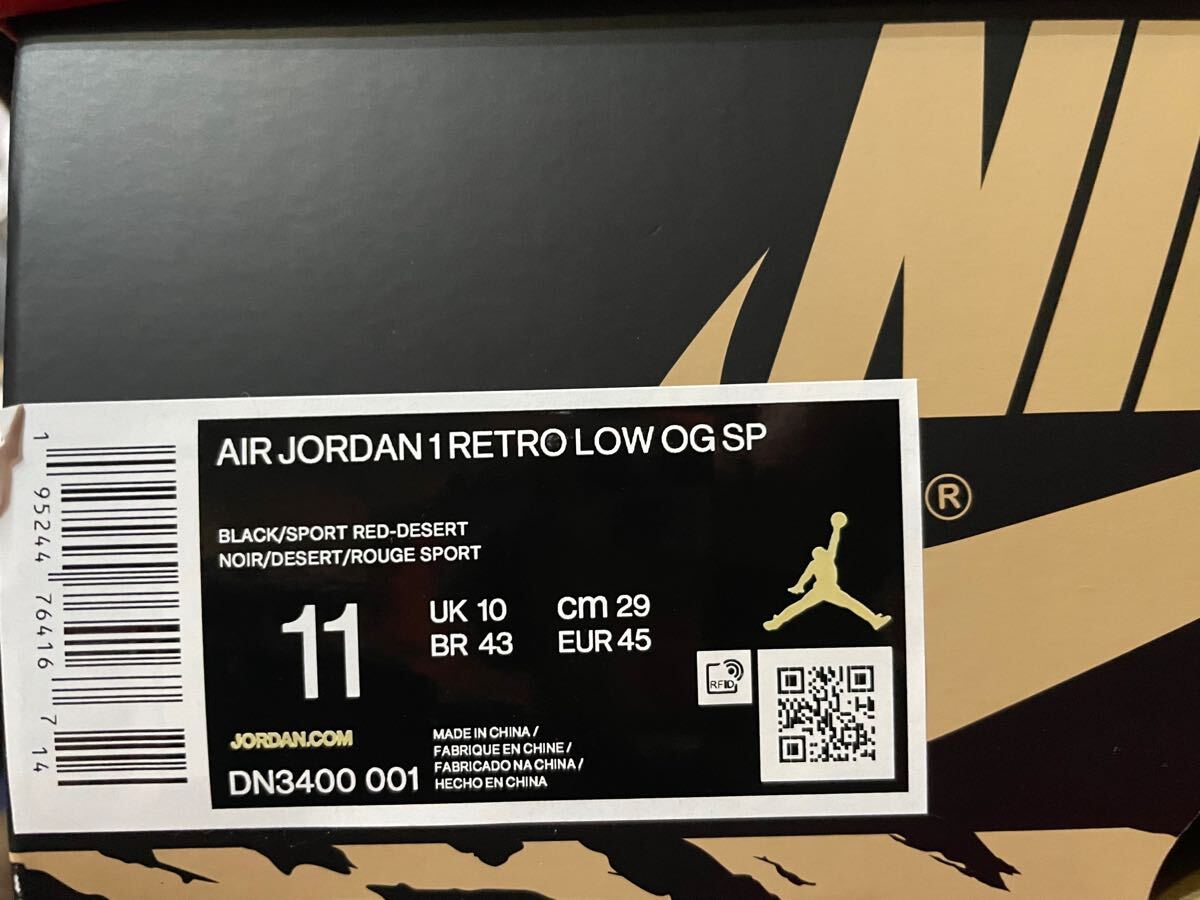 NI
®
AIR JORDAN 1 RETRO LOW OG SP
BLACK/SPORT RED-DESERT
NOIR/DESERT/ROUGE SPORT
11
UK 10
cm 29
BR 43
EUR 45
RFID
JORDAN.COM
DN3400 001
MADE IN CHINA /
FABRIQUE EN CHINE /
FABRICADO NA CHINA /
HECHO EN CHINA
1 95244 76416 7 14